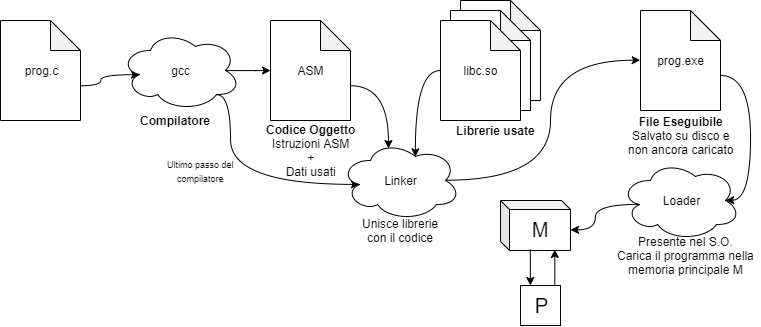 prog.c
gcc
Compilatore
ASM
Codice Oggetto
Istruzioni ASM
+
Dati usati
libc.so
Librerie usate
prog.exe
File Eseguibile
Salvato su disco e
non ancora caricato
Ultimo passo del
compilatore
Linker
Unisce librerie
con il codice
Loader
Presente nel S.O.
Carica il programma nella
memoria principale M
M
P